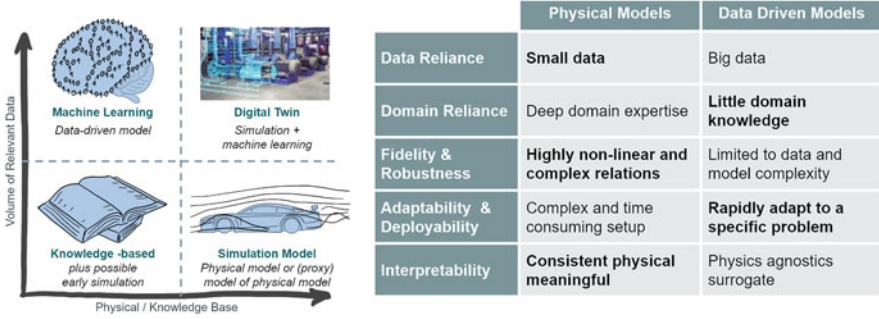 Volume of Relevant Data
Machine Learning
Data-driven model
Digital Twin
Simulation +
machine learning
Knowledge -based
plus possible
early simulation
Simulation Model
Physical model or (proxy)
model of physical model
Physical / Knowledge Base
Physical Models
Data Driven Models
Data Reliance
Small data
Big data
Domain Reliance
Deep domain expertise
Little domain
knowledge
Fidelity &
Robustness
Highly non-linear and
complex relations
Limited to data and
model complexity
Adaptability &
Deployability
Complex and time
consuming setup
Rapidly adapt to a
specific problem
Interpretability
Consistent physical
meaningful
Physics agnostics
surrogate